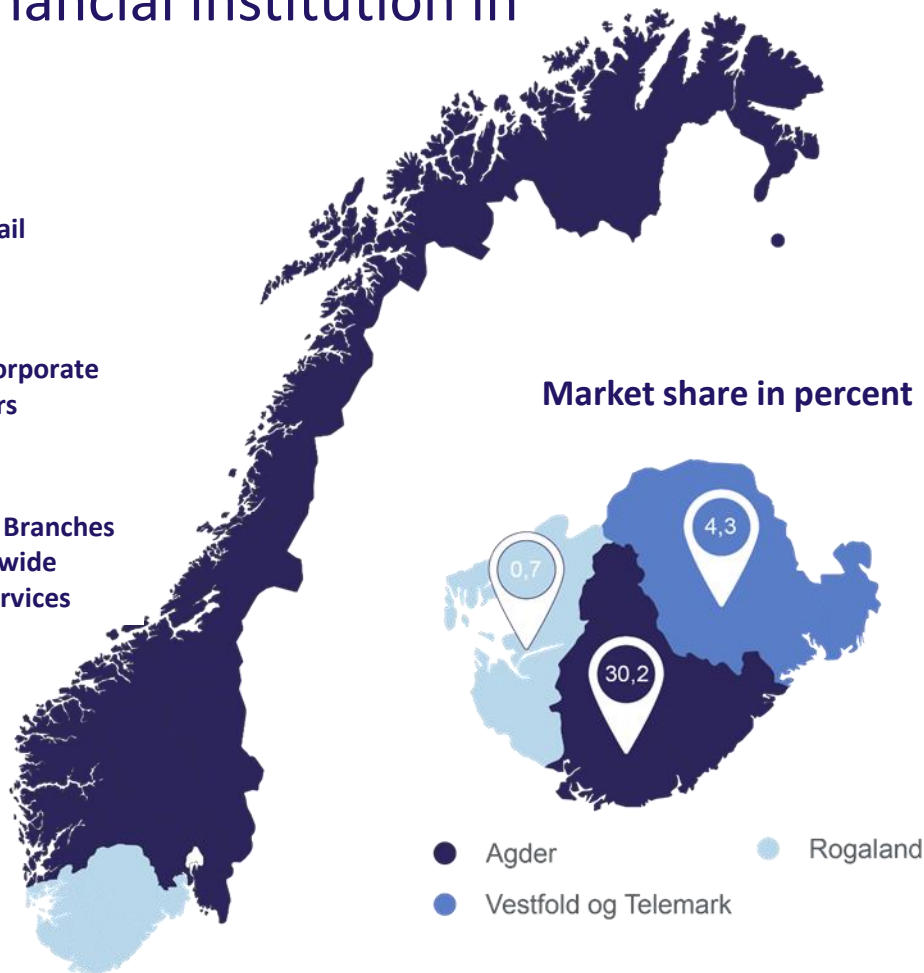 nancial institution in
ail
orporate
rs
Branches
wide
rvices
Market share in percent
4,3
0,7
30,2
Agder
Rogaland
Vestfold og Telemark